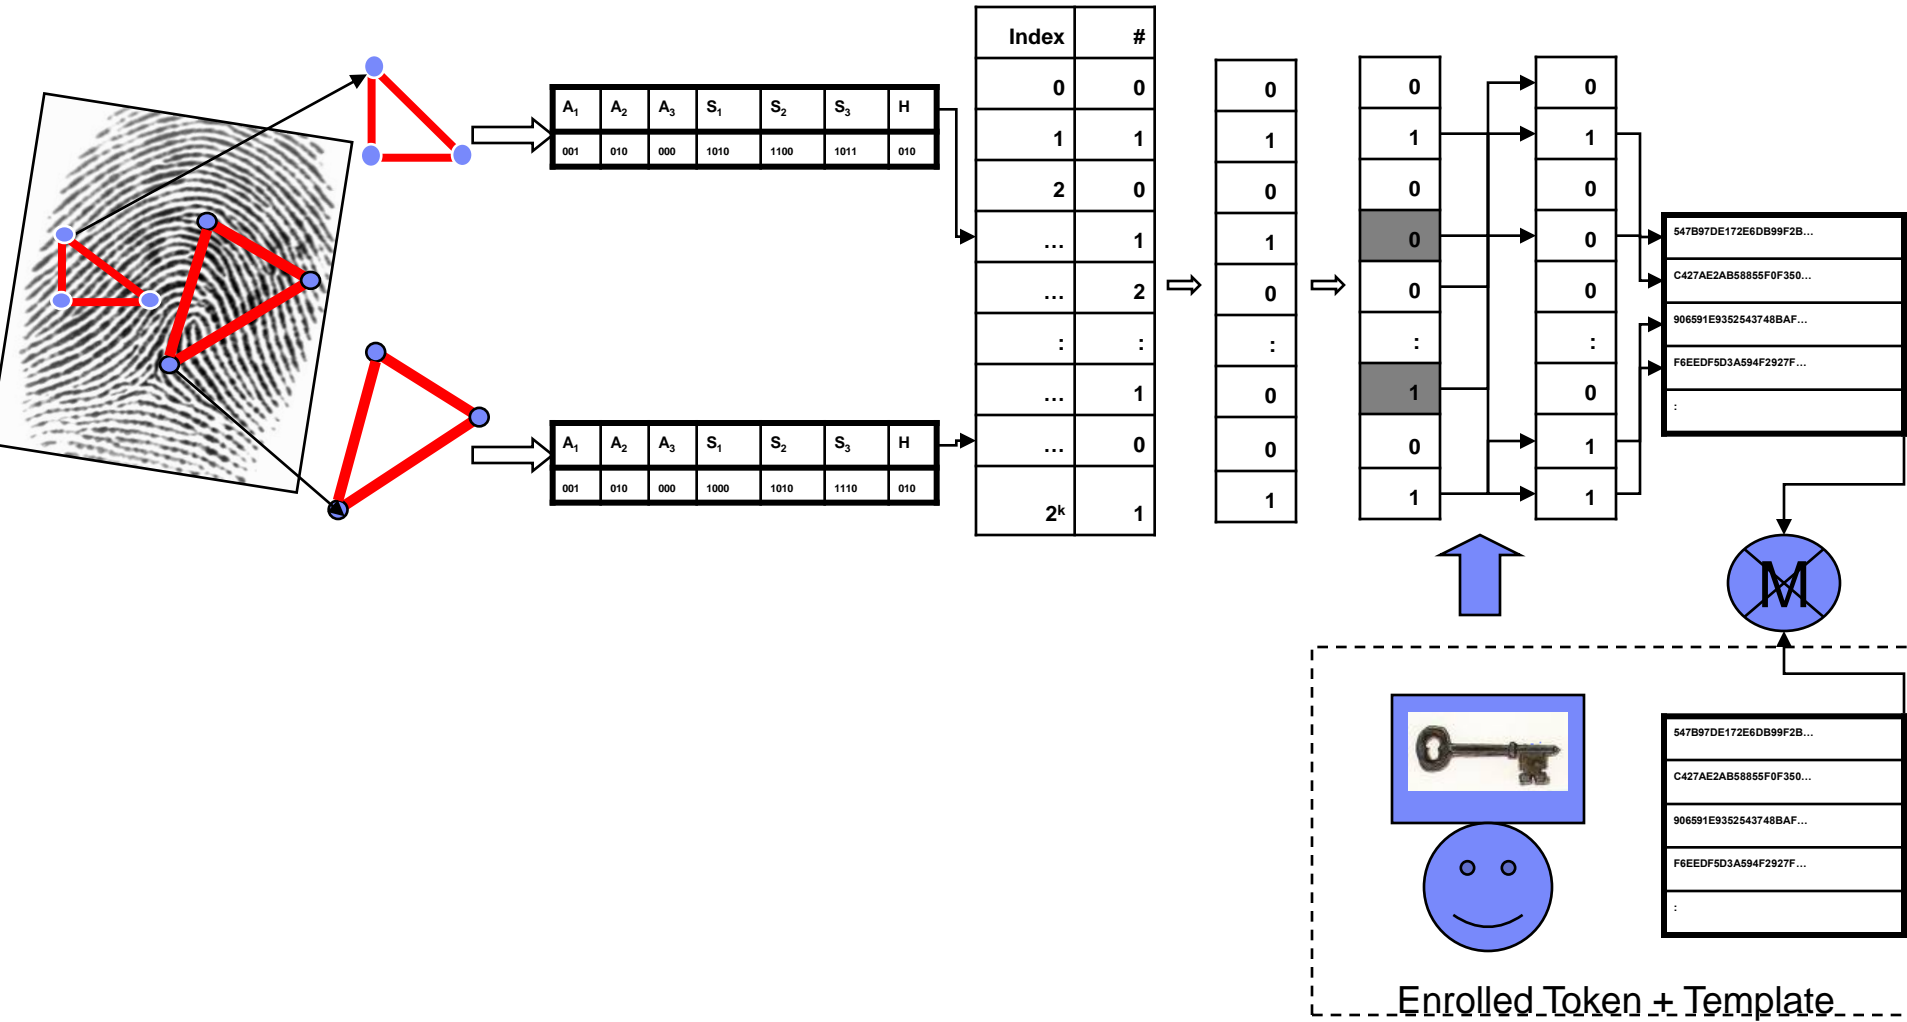 A1 A2 A3 S1 S2 S3 H
001 010 000 1010 1100 1011 010
A1 A2 A3 S1 S2 S3 H
001 010 000 1000 1010 1110 010
Index #
0 0
1 1
2 0
... 1
... 2
: :
... 1
... 0
2k 1
0
1
0
1
0
:
0
0
1
0
1
0
0
0
:
1
0
1
0
1
0
0
0
:
0
1
1
547B97DE172E6DB99F2B...
C427AE2AB58855F0F350...
906591E9352543748BAF...
F6EEDF5D3A594F2927F...
:
M
547B97DE172E6DB99F2B...
C427AE2AB58855F0F350...
906591E9352543748BAF...
F6EEDF5D3A594F2927F...
:
Enrolled Token + Template